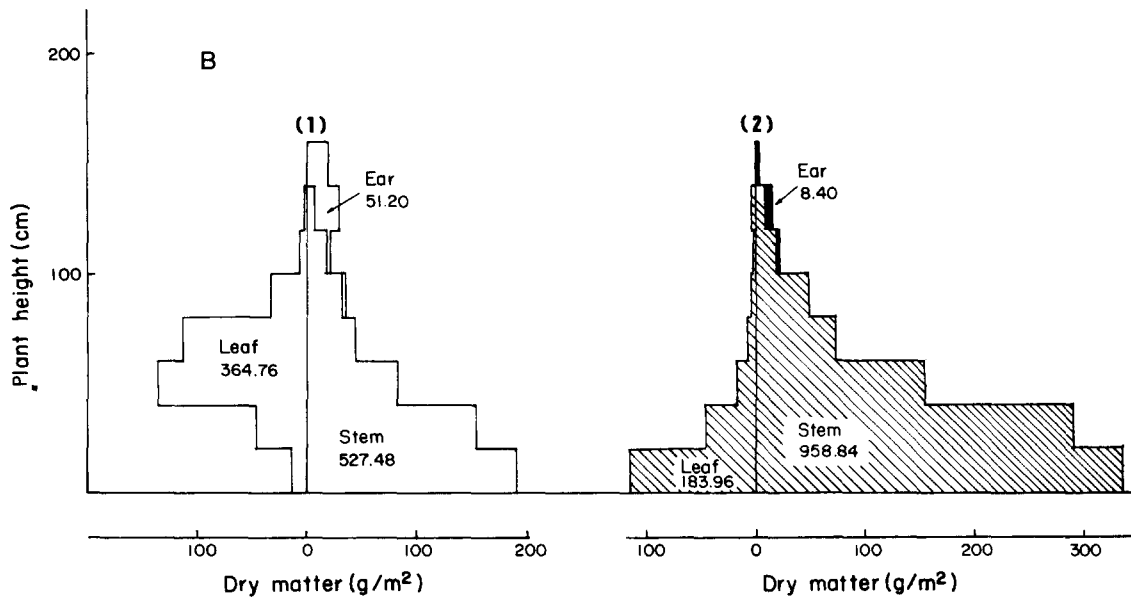 B
200
100
Plant height (cm)
(1)
Ear
51.20
Leaf
364.76
Stem
527.48
100
0
100
200
Dry matter (g/m²)
(2)
Ear
8.40
Stem
958.84
Leaf
183.96
100
0
100
200
300
Dry matter (g/m²)